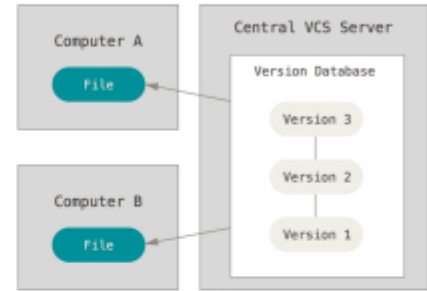 Computer A
File
Computer B
File
Central VCS Server
Version Database
Version 3
Version 2
Version 1